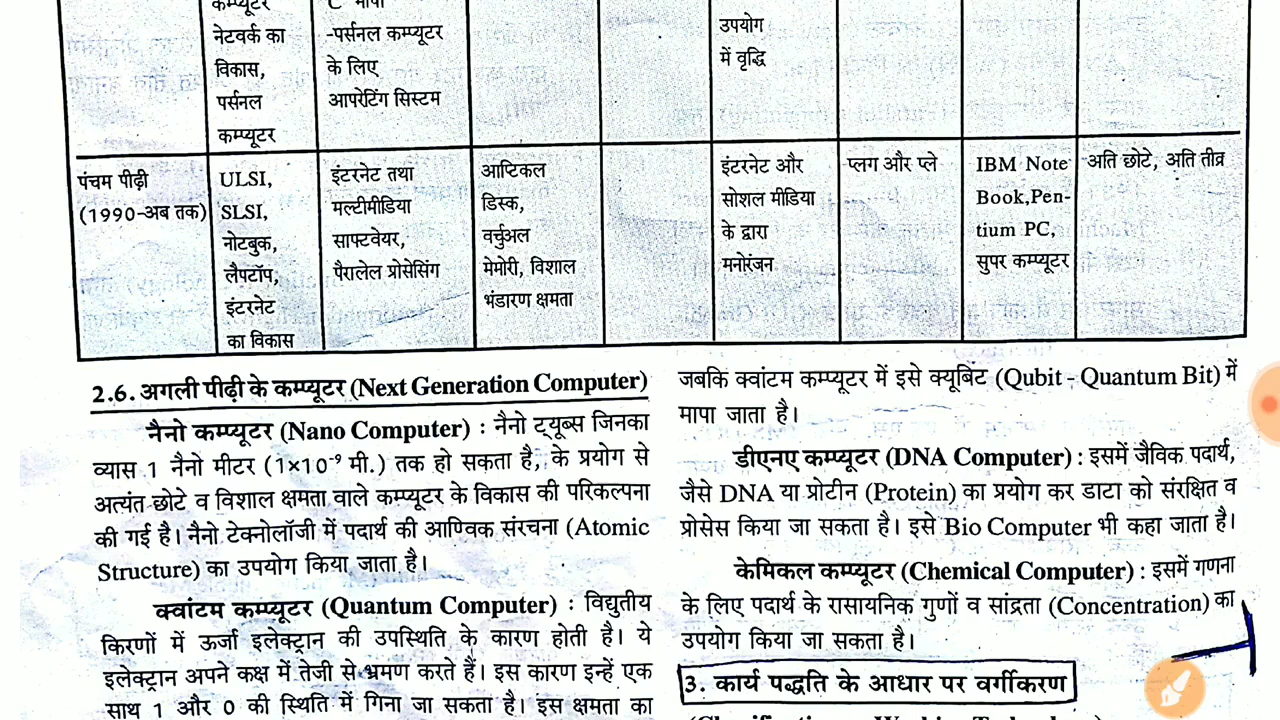 कम्प्यूटर
नेटवर्क का
विकास,
पर्सनल
कम्प्यूटर
'C' भाषा
-पर्सनल कम्प्यूटर
के लिए
आपरेटिंग सिस्टम
उपयोग
में वृद्धि
पंचम पीढ़ी
(1990-अब तक)
ULSI,
SLSI,
नोटबुक,
लैपटॉप,
इंटरनेट
का विकास
इंटरनेट तथा
मल्टीमीडिया
साफ्टवेयर,
पैरालेल प्रोसेसिंग
आप्टिकल
डिस्क,
वर्चुअल
मेमोरी, विशाल
भंडारण क्षमता
इंटरनेट और
सोशल मीडिया
के द्वारा
मनोरंजन
प्लग और प्ले
IBM Note
Book,Pen-
tium PC,
सुपर कम्प्यूटर
अति छोटे, अति तीव्र
2.6. अगली पीढ़ी के कम्प्यूटर (Next Generation Computer)
नैनो कम्प्यूटर (Nano Computer) : नैनो ट्यूब्स जिनका
व्यास 1 नैनो मीटर (1×10⁻⁹ मी.) तक हो सकता है, के प्रयोग से
अत्यंत छोटे व विशाल क्षमता वाले कम्प्यूटर के विकास की परिकल्पना
की गई है। नैनो टेक्नोलॉजी में पदार्थ की आण्विक संरचना (Atomic
Structure) का उपयोग किया जाता है।
क्वांटम कम्प्यूटर (Quantum Computer) : विद्युतीय
किरणों में ऊर्जा इलेक्ट्रान की उपस्थिति के कारण होती है। ये
इलेक्ट्रान अपने कक्ष में तेजी से भ्रमण करते हैं। इस कारण इन्हें एक
साथ 1 और 0 की स्थिति में गिना जा सकता है। इस क्षमता का
जबकि क्वांटम कम्प्यूटर में इसे क्यूबिट (Qubit - Quantum Bit) में
मापा जाता है।
डीएनए कम्प्यूटर (DNA Computer) : इसमें जैविक पदार्थ,
जैसे DNA या प्रोटीन (Protein) का प्रयोग कर डाटा को संरक्षित व
प्रोसेस किया जा सकता है। इसे Bio Computer भी कहा जाता है।
केमिकल कम्प्यूटर (Chemical Computer) : इसमें गणना
के लिए पदार्थ के रासायनिक गुणों व सांद्रता (Concentration) का
उपयोग किया जा सकता है।
3. कार्य पद्धति के आधार पर वर्गीकरण